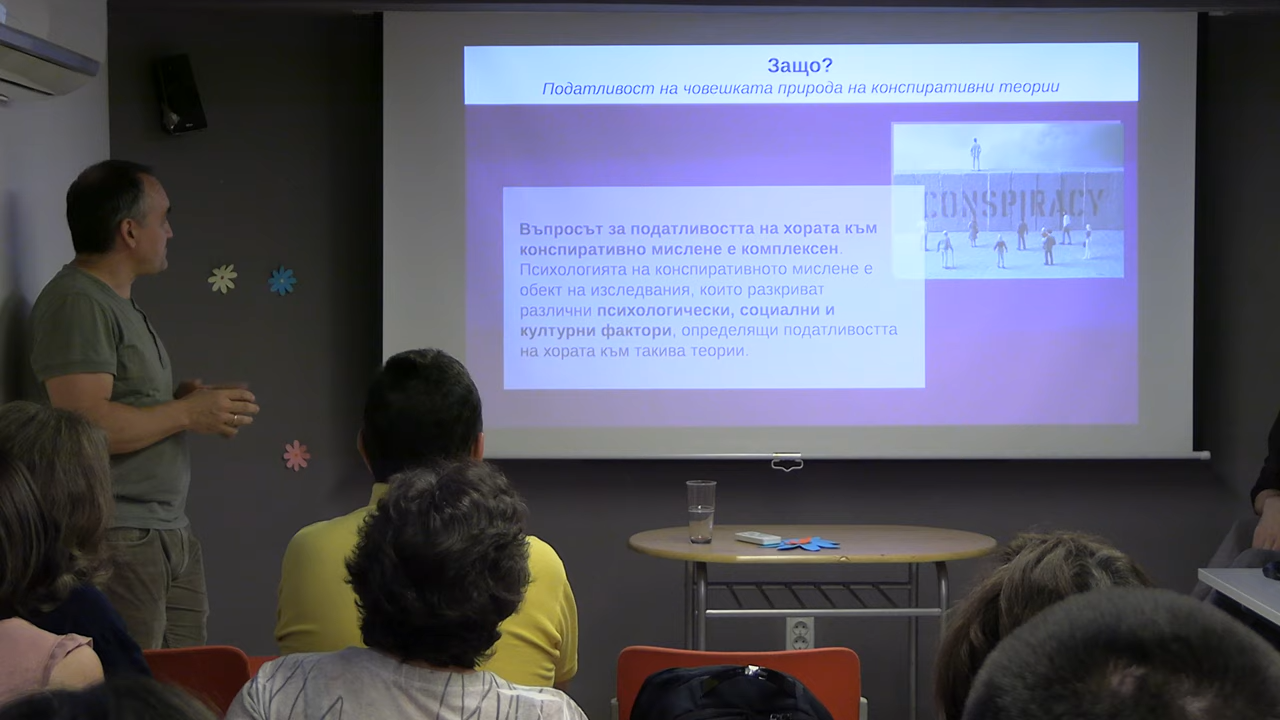 Защо?
Податливост на човешката природа на конспиративни теории
CONSPIRACY
Въпросът за податливостта на хората към
конспиративно мислене е комплексен.
Психологията на конспиративното мислене е
обект на изследвания, които разкриват
различни психологически, социални и
културни фактори, определящи податливостта
на хората към такива теории.